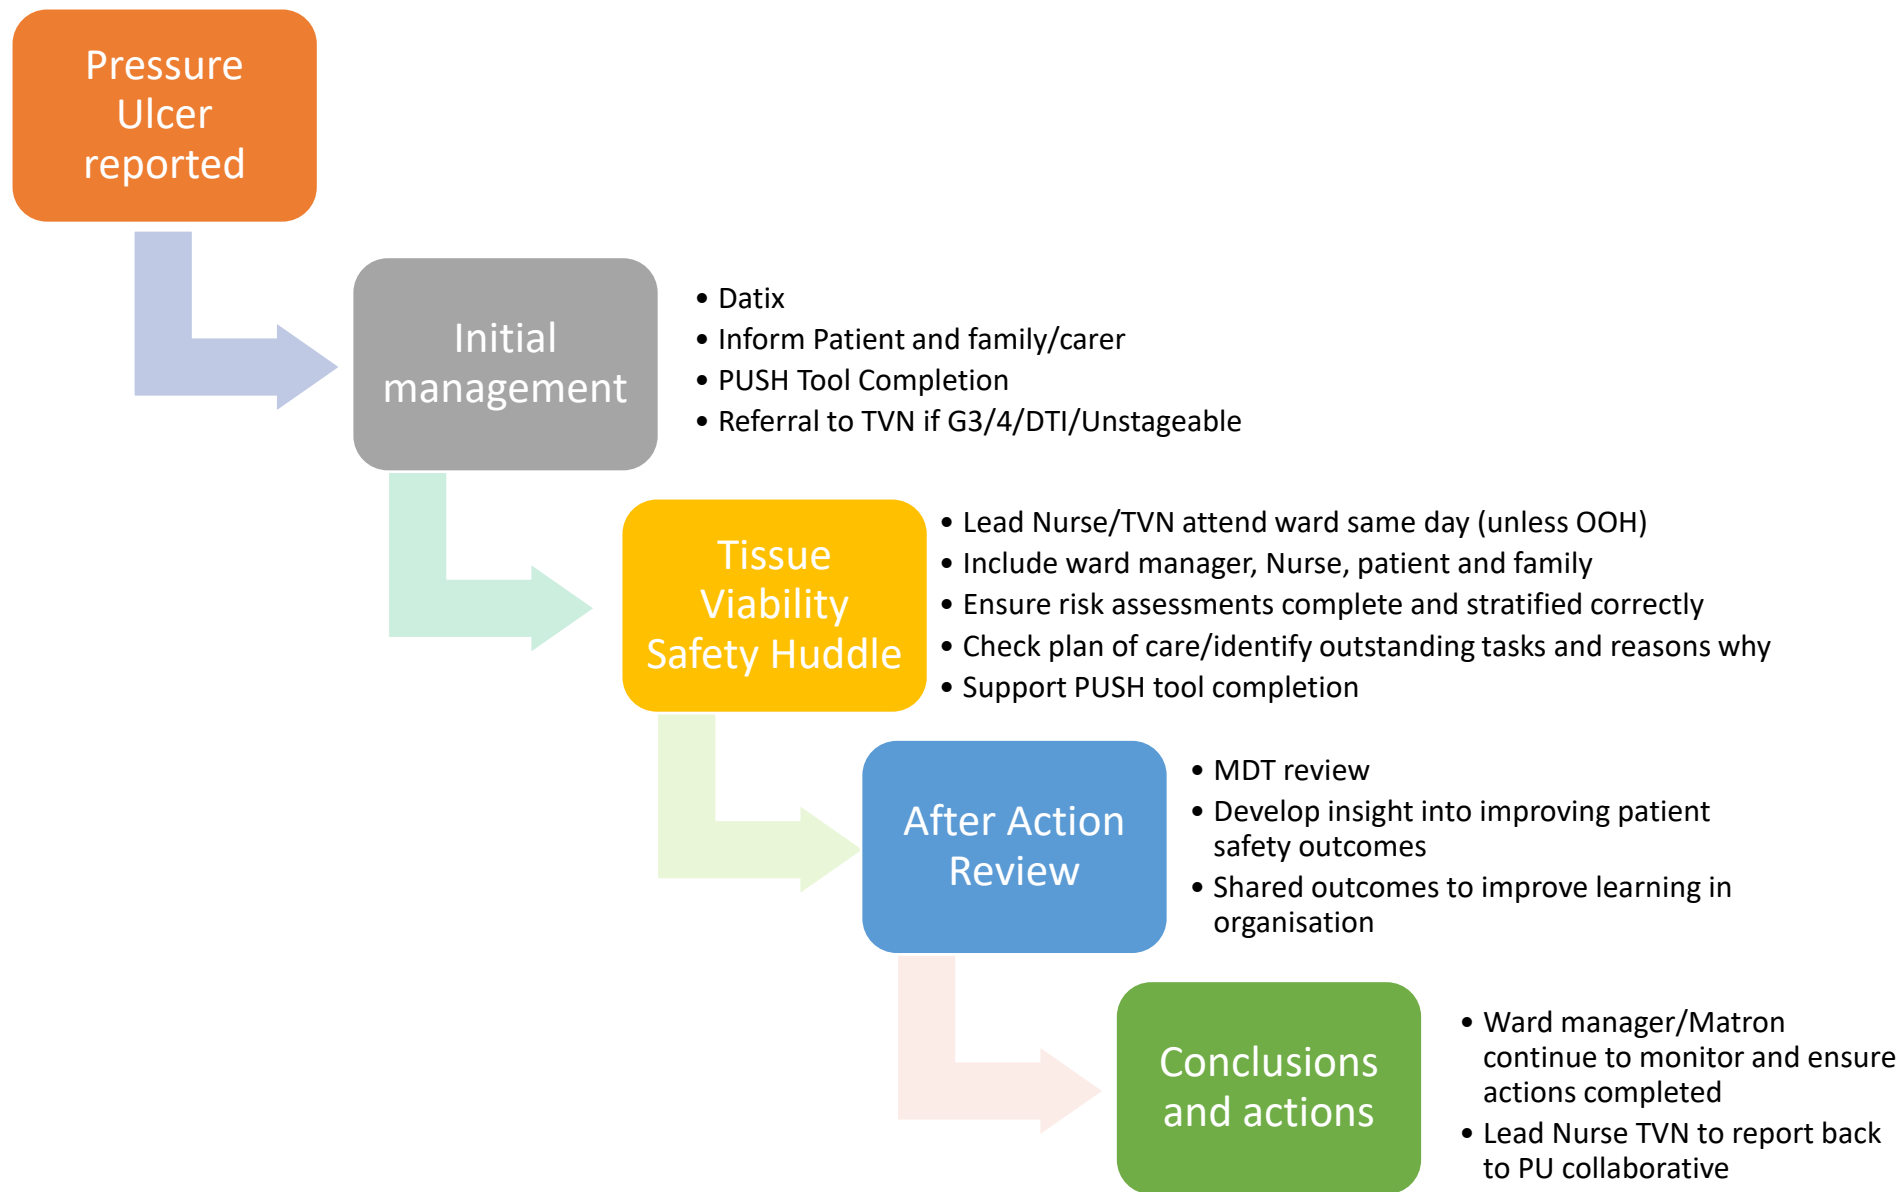 Pressure
Ulcer
reported
Initial
management
• Datix
• Inform Patient and family/carer
• PUSH Tool Completion
• Referral to TVN if G3/4/DTI/Unstageable
Tissue
Viability
Safety Huddle
• Lead Nurse/TVN attend ward same day (unless OOH)
• Include ward manager, Nurse, patient and family
• Ensure risk assessments complete and stratified correctly
• Check plan of care/identify outstanding tasks and reasons why
• Support PUSH tool completion
After Action
Review
• MDT review
• Develop insight into improving patient
safety outcomes
• Shared outcomes to improve learning in
organisation
Conclusions
and actions
• Ward manager/Matron
continue to monitor and ensure
actions completed
• Lead Nurse TVN to report back
to PU collaborative